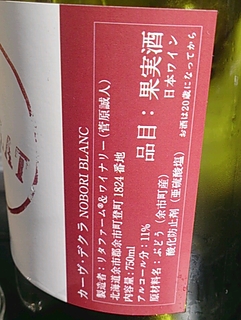 カーヴ・デクラ NOBORI BLANC
製造者：リタファーム&ワイナリー (菅原誠人)
北海道余市郡余市町登町 1824 番地
品目：果実酒
内容量：750ml
日本ワイン
アルコール分：11%
お酒は20歳になってから
原材料名：ぶどう (余市町産)
酸化防止剤 (亜硫酸塩)